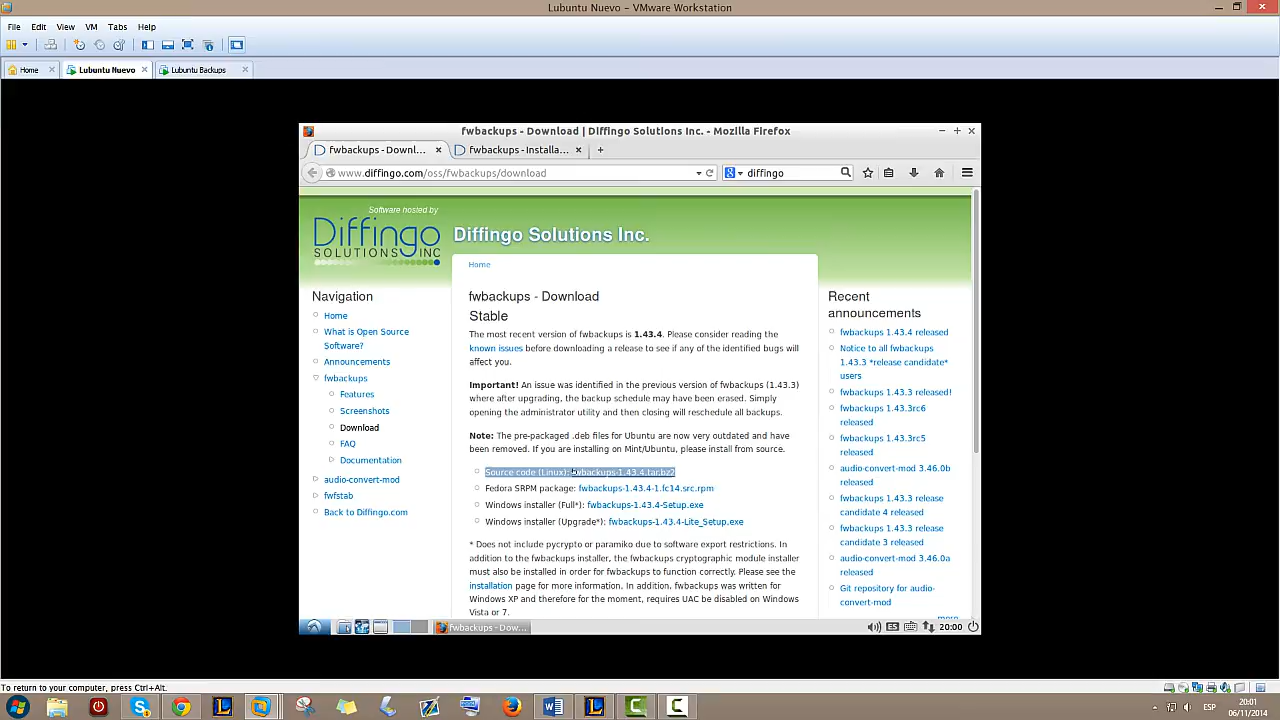 Lubuntu Nuevo - VMware Workstation
File Edit View VM Tabs Help
Home
Lubuntu Nuevo
Lubuntu Backups
fwbackups - Download | Diffingo Solutions Inc. - Mozilla Firefox
fwbackups - Downl...
fwbackups - Installa...
www.diffingo.com/oss/fwbackups/download
diffingo
Software hosted by
Diffingo
SOLUTIONS INC
Diffingo Solutions Inc.
Home
Navigation
Home
What is Open Source
Software?
Announcements
fwbackups
Features
Screenshots
Download
FAQ
Documentation
audio-convert-mod
fwfstab
Back to Diffingo.com
fwbackups - Download
Stable
The most recent version of fwbackups is 1.43.4. Please consider reading the
known issues before downloading a release to see if any of the identified bugs will
affect you.
Important! An issue was identified in the previous version of fwbackups (1.43.3)
where after upgrading, the backup schedule may have been erased. Simply
opening the administrator utility and then closing will reschedule all backups.
Note: The pre-packaged .deb files for Ubuntu are now very outdated and have
been removed. If you are installing on Mint/Ubuntu, please install from source.
Source code (Linux): fwbackups-1.43.4.tar.bz2
Fedora SRPM package: fwbackups-1.43.4-1.fc14.src.rpm
Windows installer (Full*): fwbackups-1.43.4-Setup.exe
Windows installer (Upgrade*): fwbackups-1.43.4-Lite_Setup.exe
* Does not include pycrypto or paramiko due to software export restrictions. In
addition to the fwbackups installer, the fwbackups cryptographic module installer
must also be installed in order for fwbackups to function correctly. Please see the
installation page for more information. In addition, fwbackups was written for
Windows XP and therefore for the moment, requires UAC be disabled on Windows
Vista or 7.
Recent
announcements
fwbackups 1.43.4 released
Notice to all fwbackups
1.43.3 *release candidate*
users
fwbackups 1.43.3 released!
fwbackups 1.43.3rc6
released
fwbackups 1.43.3rc5
released
audio-convert-mod 3.46.0b
released
fwbackups 1.43.3 release
candidate 4 released
fwbackups 1.43.3 release
candidate 3 released
audio-convert-mod 3.46.0a
released
Git repository for audio-
convert-mod
more
fwbackups - Dow...
ES
20:00
To return to your computer, press Ctrl+Alt.
ESP
20:01
06/11/2014